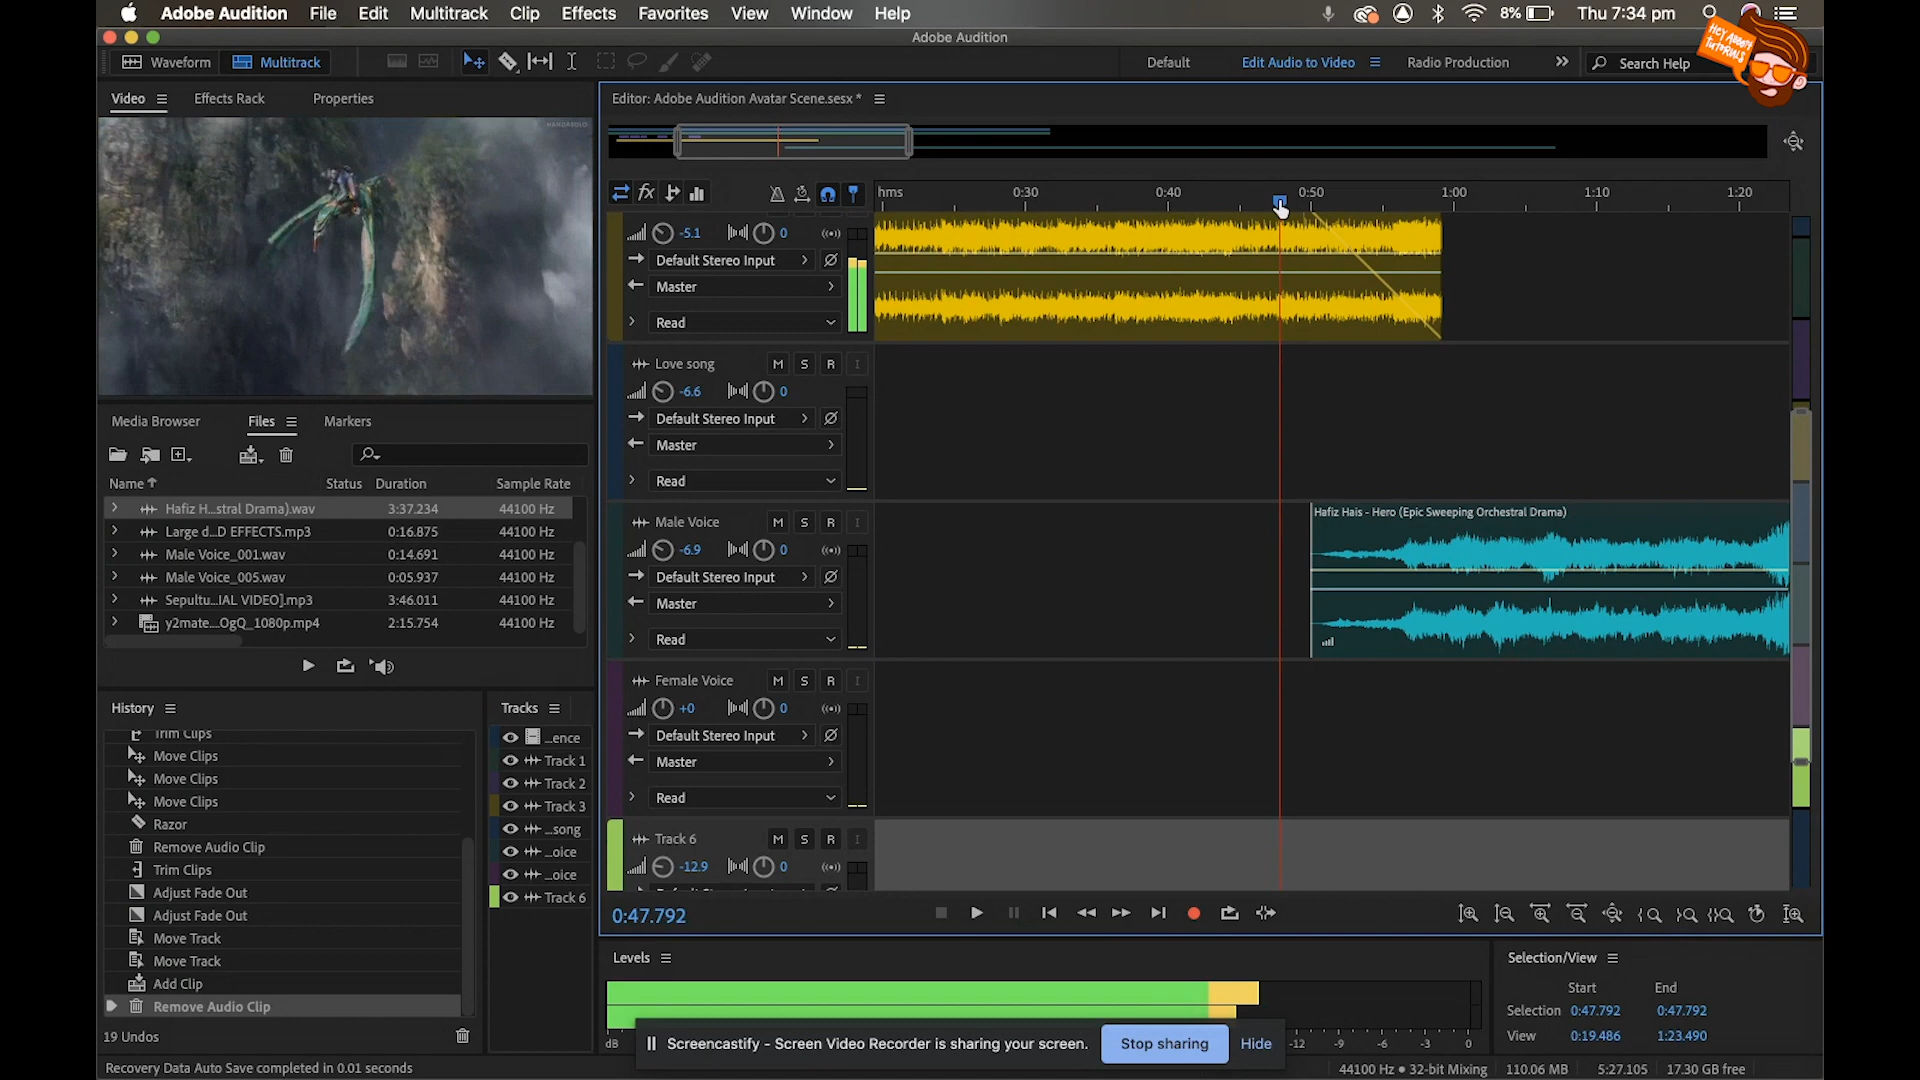 Adobe Audition File Edit Multitrack Clip Effects Favorites View Window Help 8% Thu 7:34 pm
Adobe Audition
HEY ABBOTT TUTORIALS
Waveform Multitrack Default Edit Audio to Video Radio Production Search Help
Video Effects Rack Properties
Editor: Adobe Audition Avatar Scene.sesx *
hms 0:30 0:40 0:50 1:00 1:10 1:20
-5.1 0
Default Stereo Input
Master
Read
Love song M S R I
-6.6 0
Default Stereo Input
Master
Read
Male Voice M S R I
-6.9 0
Default Stereo Input
Master
Read
Hafiz Hais - Hero (Epic Sweeping Orchestral Drama)
Female Voice M S R I
+0 0
Default Stereo Input
Master
Read
Track 6 M S R I
-12.9 0
Media Browser Files Markers
Name Status Duration Sample Rate
Hafiz H...stral Drama).wav 3:37.234 44100 Hz
Large d...D EFFECTS.mp3 0:16.875 44100 Hz
Male Voice_001.wav 0:14.691 44100 Hz
Male Voice_005.wav 0:05.937 44100 Hz
Sepultu...IAL VIDEO].mp3 3:46.011 44100 Hz
y2mate....OgQ_1080p.mp4 2:15.754 44100 Hz
History
Trim Clips
Move Clips
Move Clips
Move Clips
Razor
Remove Audio Clip
Trim Clips
Adjust Fade Out
Adjust Fade Out
Move Track
Move Track
Add Clip
Remove Audio Clip
19 Undos
Tracks
...ence
Track 1
Track 2
Track 3
...song
...oice
...oice
Track 6
0:47.792
Levels
dB -12 -9 -6 -3 0
Screencastify - Screen Video Recorder is sharing your screen. Stop sharing Hide
Selection/View
Start End
Selection 0:47.792 0:47.792
View 0:19.486 1:23.490
Recovery Data Auto Save completed in 0.01 seconds
44100 Hz • 32-bit Mixing 110.06 MB 5:27.105 17.30 GB free